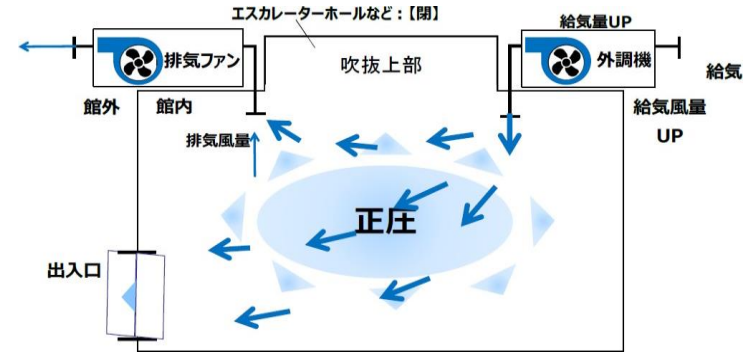 エスカレーターホールなど：【閉】
給気量UP
排気ファン
吹抜上部
外調機
給気
館外
館内
給気風量
UP
排気風量
正圧
出入口